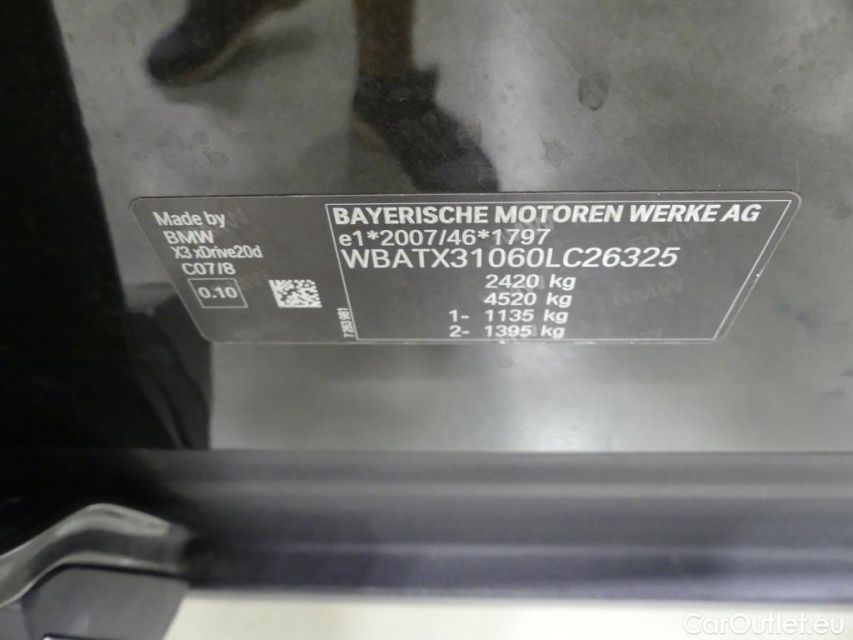 Made by
BMW
X3 xDrive20d
C07/8
0.10
BAYERISCHE MOTOREN WERKE AG
e1*2007/46*1797
WBATX31060LC26325
2420 kg
4520 kg
1- 1135 kg
2- 1395 kg
CarOutlet.eu